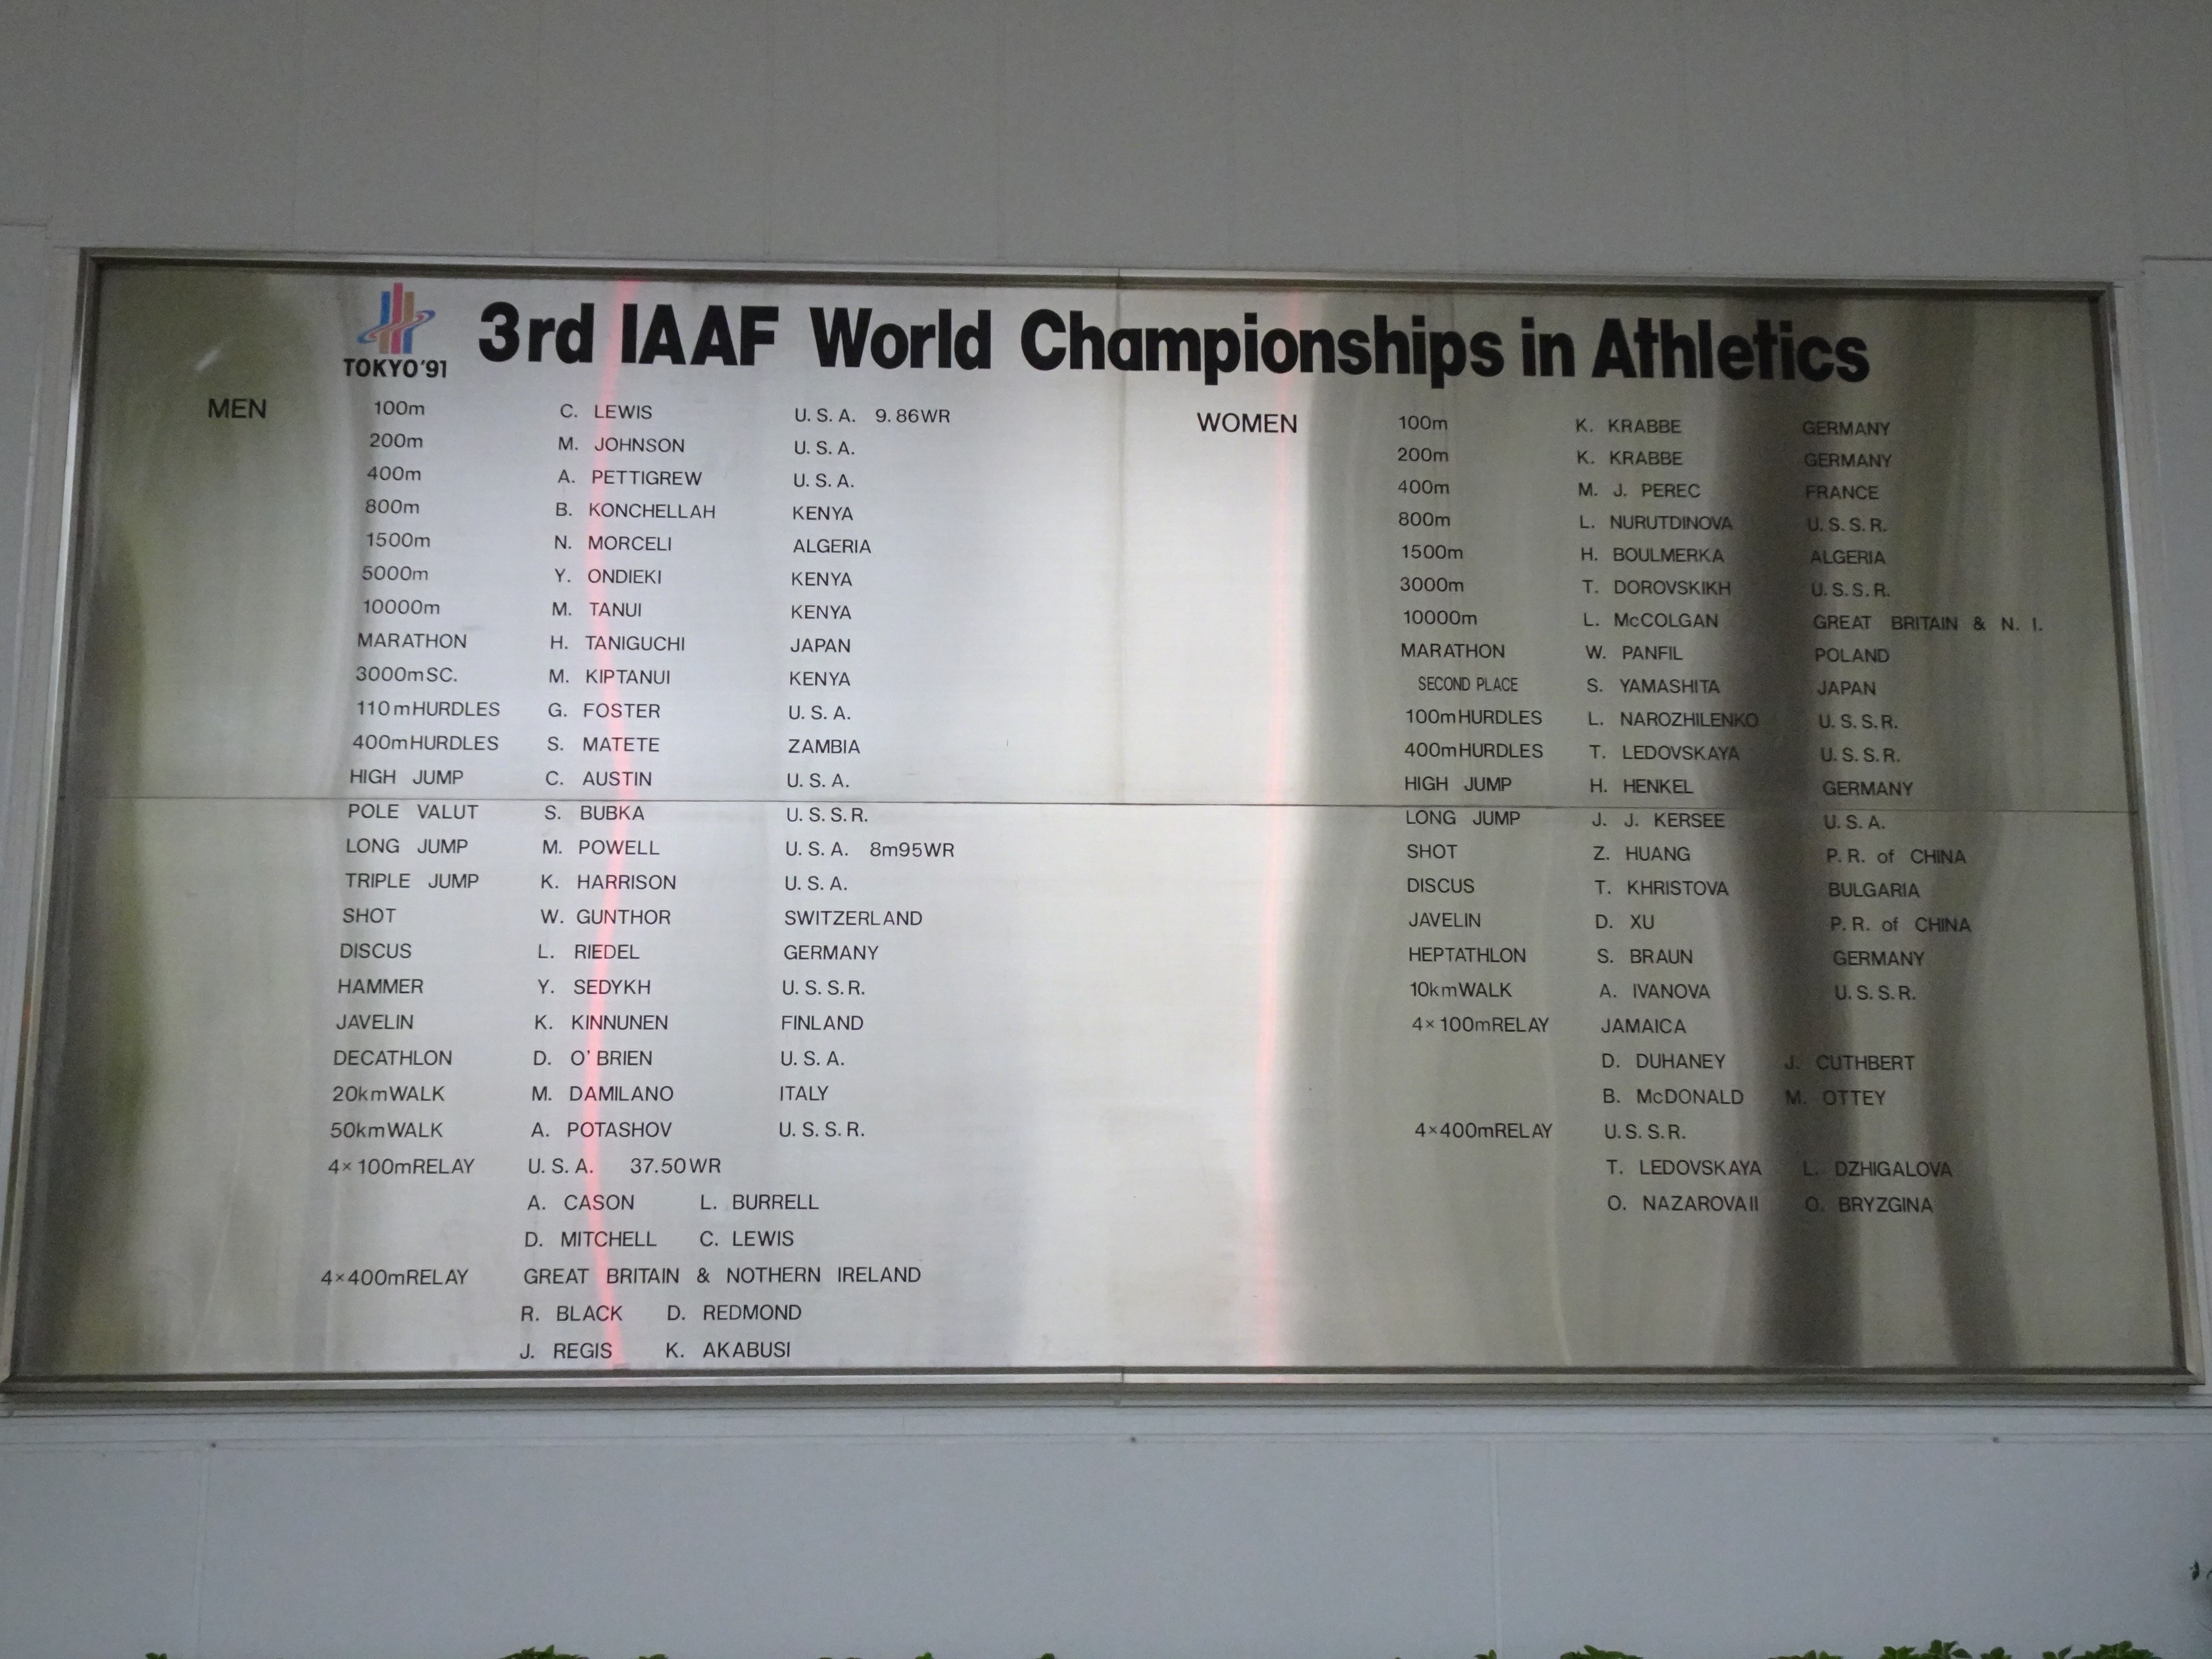 TOKYO'91
3rd IAAF World Championships in Athletics
MEN
100m C. LEWIS U.S.A. 9.86WR
200m M. JOHNSON U.S.A.
400m A. PETTIGREW U.S.A.
800m B. KONCHELLAH KENYA
1500m N. MORCELI ALGERIA
5000m Y. ONDIEKI KENYA
10000m M. TANUI KENYA
MARATHON H. TANIGUCHI JAPAN
3000mSC. M. KIPTANUI KENYA
110mHURDLES G. FOSTER U.S.A.
400mHURDLES S. MATETE ZAMBIA
HIGH JUMP C. AUSTIN U.S.A.
POLE VALUT S. BUBKA U.S.S.R.
LONG JUMP M. POWELL U.S.A. 8m95WR
TRIPLE JUMP K. HARRISON U.S.A.
SHOT W. GUNTHOR SWITZERLAND
DISCUS L. RIEDEL GERMANY
HAMMER Y. SEDYKH U.S.S.R.
JAVELIN K. KINNUNEN FINLAND
DECATHLON D. O'BRIEN U.S.A.
20kmWALK M. DAMILANO ITALY
50kmWALK A. POTASHOV U.S.S.R.
4×100mRELAY U.S.A. 37.50WR
A. CASON L. BURRELL
D. MITCHELL C. LEWIS
4×400mRELAY GREAT BRITAIN & NOTHERN IRELAND
R. BLACK D. REDMOND
J. REGIS K. AKABUSI
WOMEN
100m K. KRABBE GERMANY
200m K. KRABBE GERMANY
400m M. J. PEREC FRANCE
800m L. NURUTDINOVA U.S.S.R.
1500m H. BOULMERKA ALGERIA
3000m T. DOROVSKIKH U.S.S.R.
10000m L. McCOLGAN GREAT BRITAIN & N. I.
MARATHON W. PANFIL POLAND
SECOND PLACE S. YAMASHITA JAPAN
100mHURDLES L. NAROZHILENKO U.S.S.R.
400mHURDLES T. LEDOVSKAYA U.S.S.R.
HIGH JUMP H. HENKEL GERMANY
LONG JUMP J. J. KERSEE U.S.A.
SHOT Z. HUANG P.R. of CHINA
DISCUS T. KHRISTOVA BULGARIA
JAVELIN D. XU P.R. of CHINA
HEPTATHLON S. BRAUN GERMANY
10kmWALK A. IVANOVA U.S.S.R.
4×100mRELAY JAMAICA
D. DUHANEY J. CUTHBERT
B. McDONALD M. OTTEY
4×400mRELAY U.S.S.R.
T. LEDOVSKAYA L. DZHIGALOVA
O. NAZAROVAII O. BRYZGINA